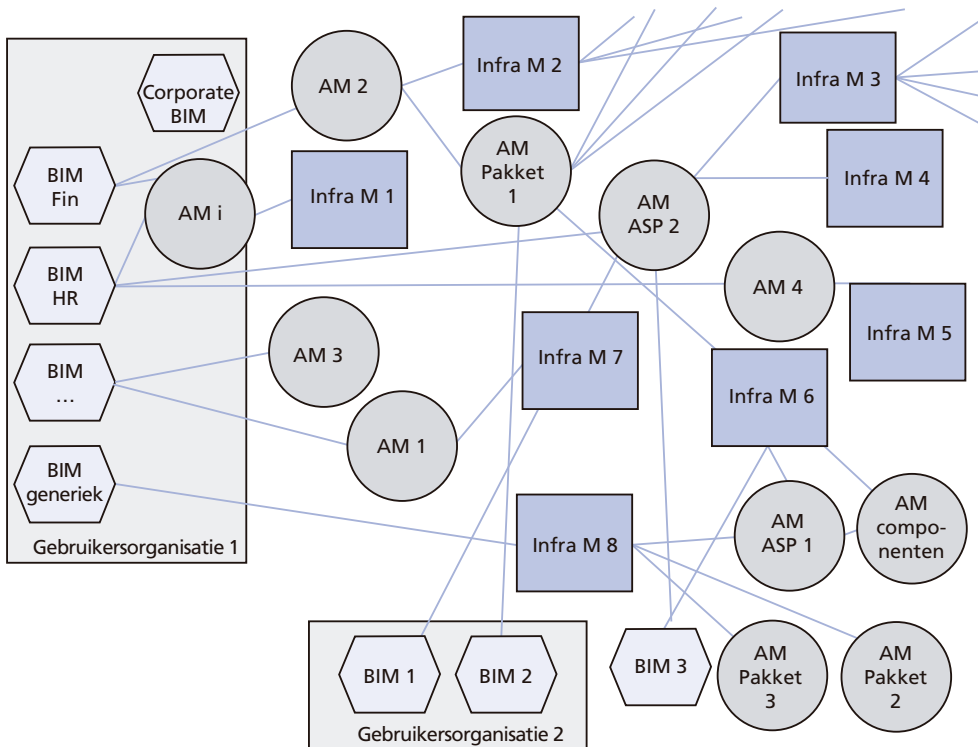 Corporate
BIM
AM 2
Infra M 2
Infra M 3
BIM
Fin
AM i
Infra M 1
AM
Pakket
1
AM
ASP 2
Infra M 4
BIM
HR
AM 4
Infra M 5
BIM
...
AM 3
Infra M 7
Infra M 6
AM 1
BIM
generiek
Gebruikersorganisatie 1
Infra M 8
AM
ASP 1
AM
compo-
nenten
BIM 1
BIM 2
BIM 3
AM
Pakket
3
AM
Pakket
2
Gebruikersorganisatie 2